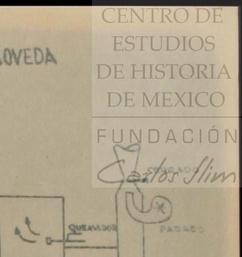 CENTRO DE
ESTUDIOS
OVEDA
DE HISTORIA
DE MEXICO
FUNDACIÓN
Carlos Slim
QUEMADOR